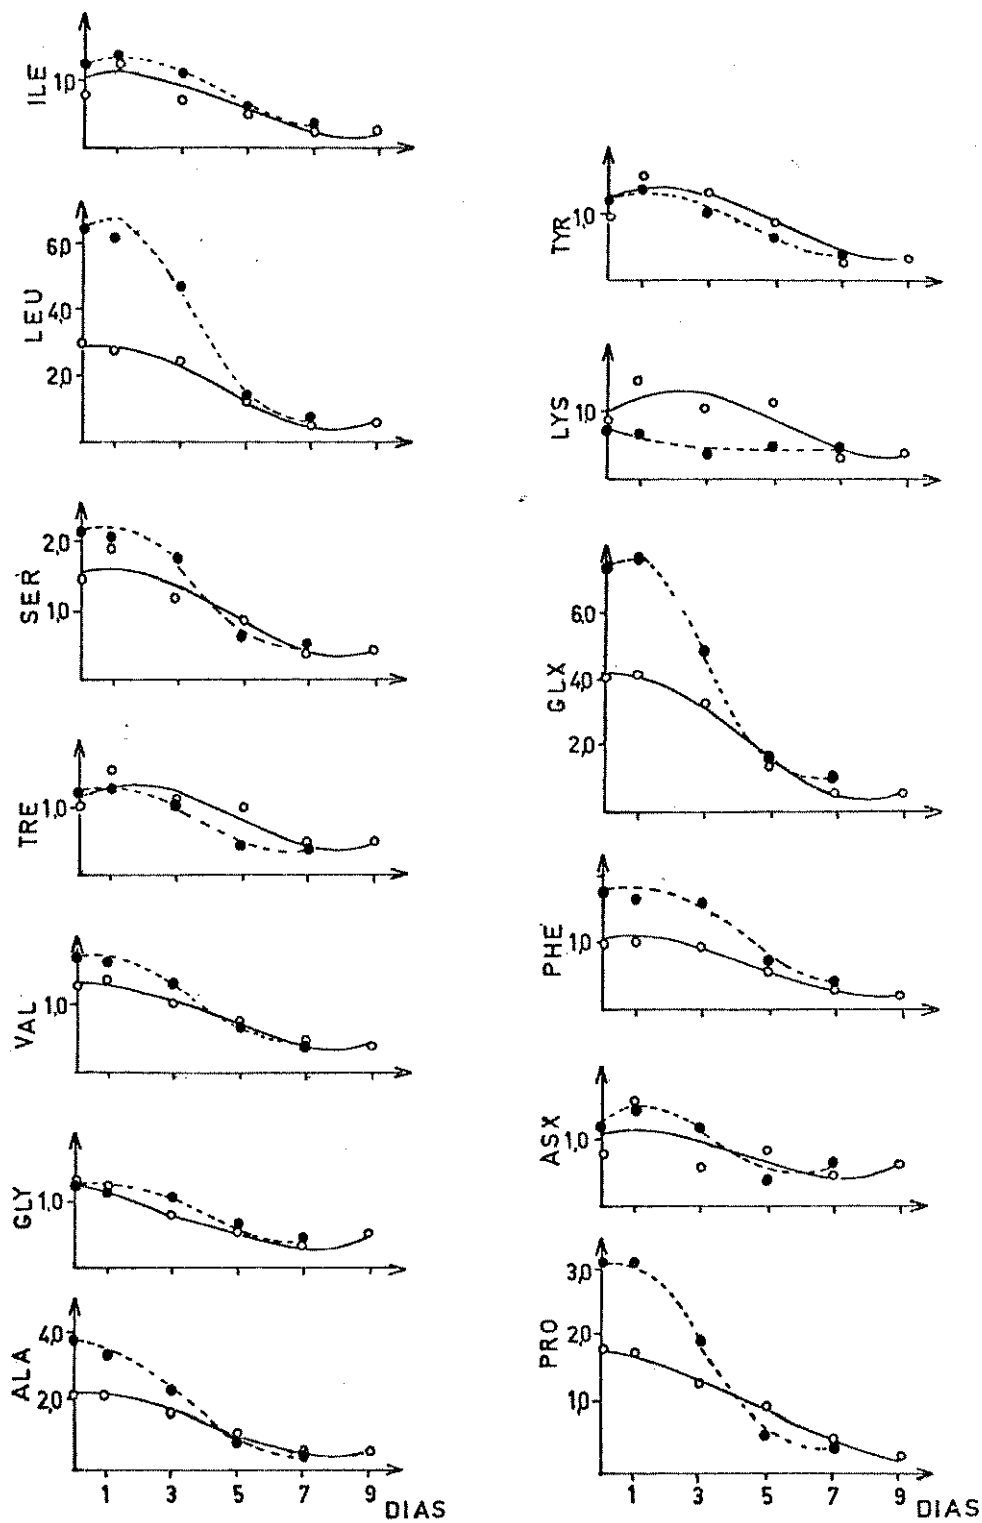 ILE
1,0
LEU
6,0
4,0
2,0
SER
2,0
1,0
TRE
1,0
VAL
1,0
GLY
1,0
ALA
4,0
2,0
1 3 5 7 9 DIAS
TYR
1,0
LYS
1,0
GLX
6,0
4,0
2,0
PHE
1,0
ASX
1,0
PRO
3,0
2,0
1,0
1 3 5 7 9 DIAS